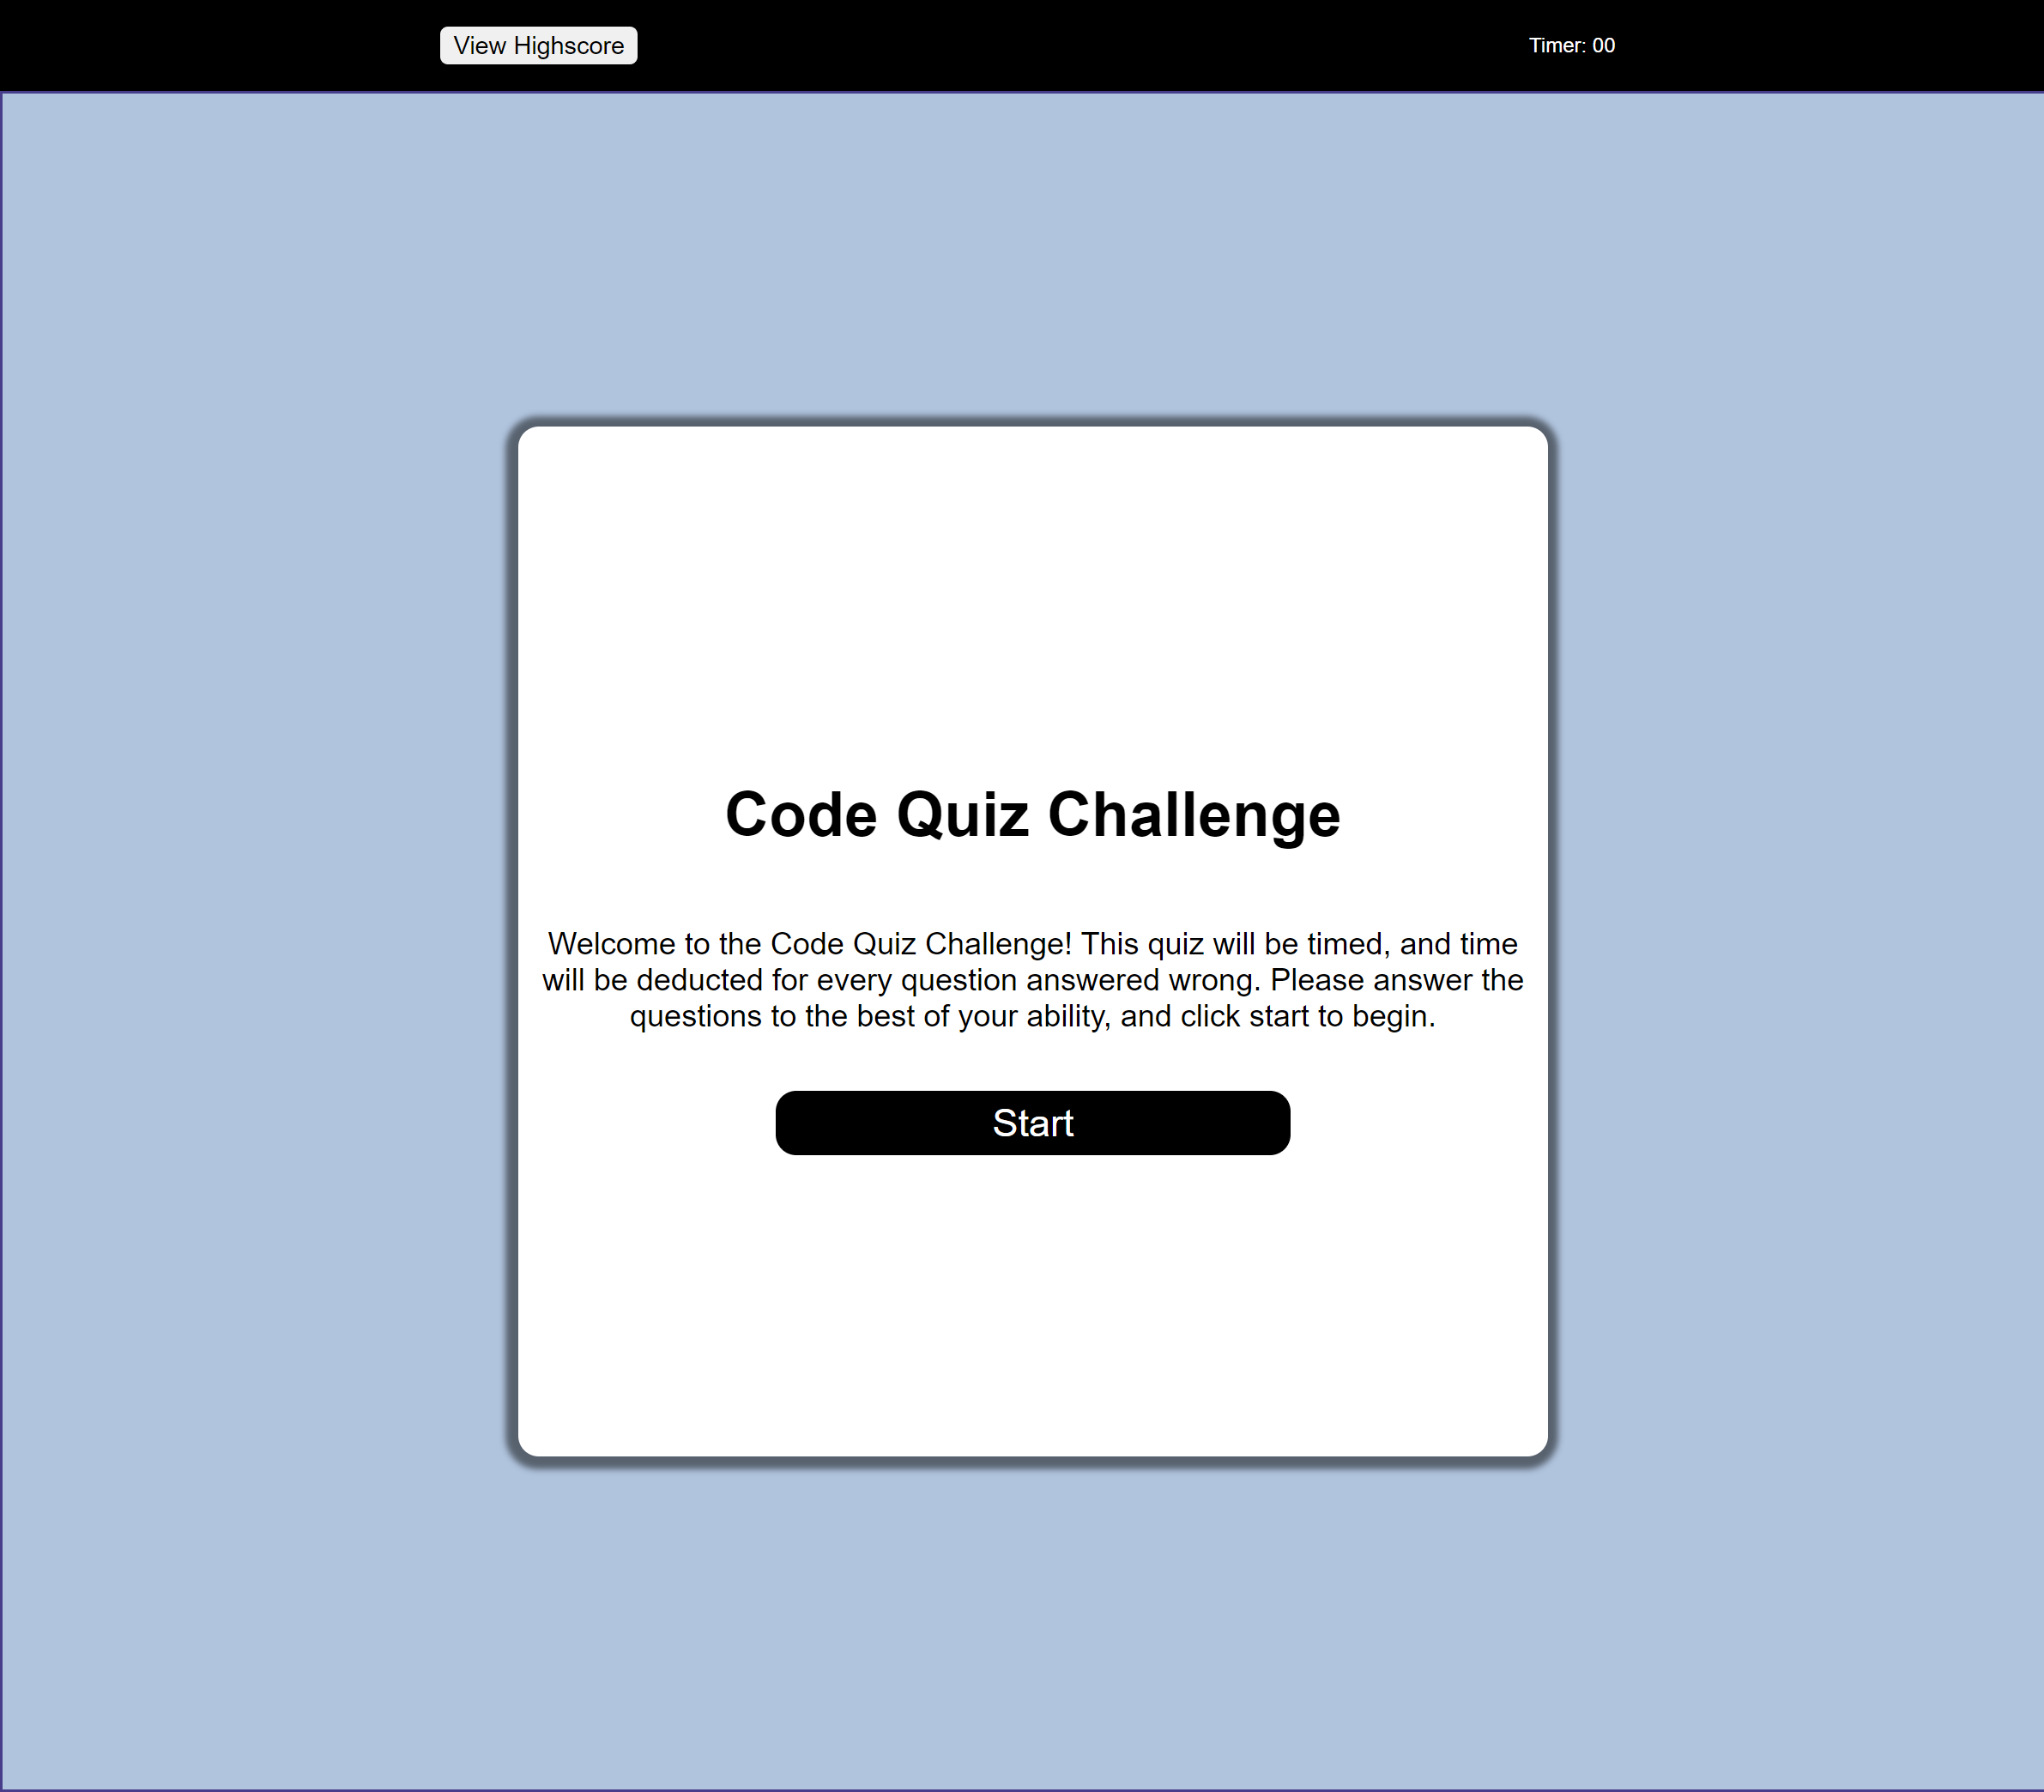 View Highscore
Timer: 00
Code Quiz Challenge
Welcome to the Code Quiz Challenge! This quiz will be timed, and time
will be deducted for every question answered wrong. Please answer the
questions to the best of your ability, and click start to begin.
Start